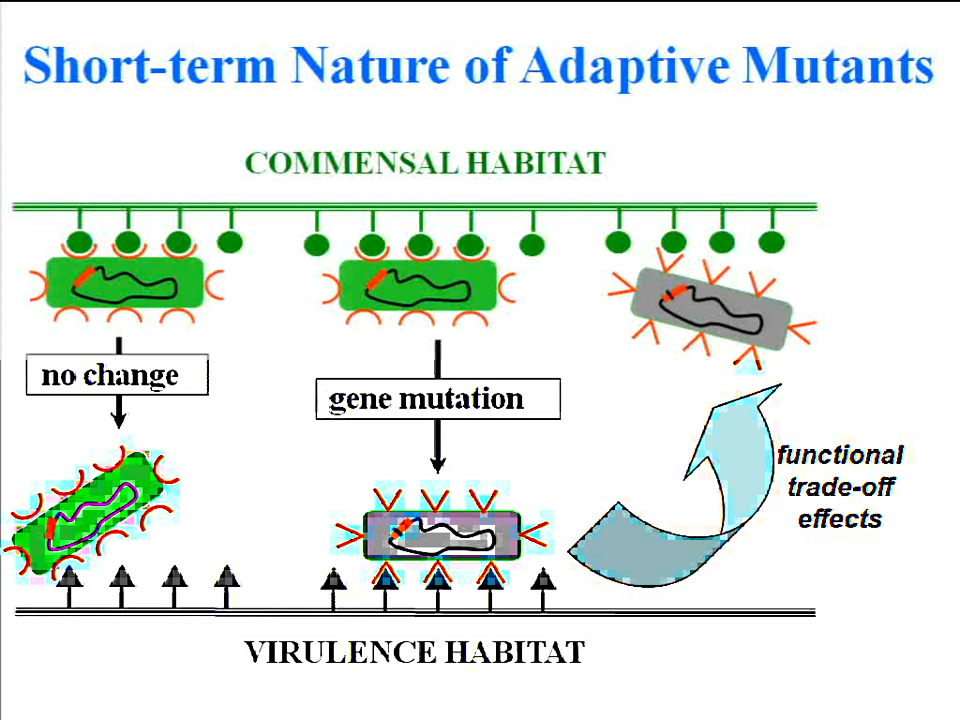 Short-term Nature of Adaptive Mutants
COMMENSAL HABITAT
no change
gene mutation
functional
trade-off
effects
VIRULENCE HABITAT